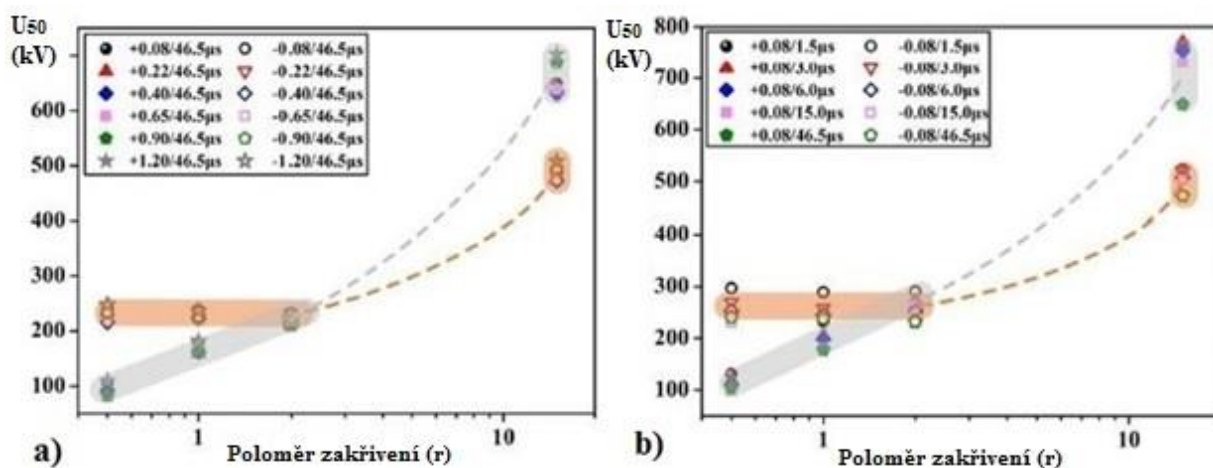 U50
(kV)
+0.08/46.5µs -0.08/46.5µs
+0.22/46.5µs -0.22/46.5µs
+0.40/46.5µs -0.40/46.5µs
+0.65/46.5µs -0.65/46.5µs
+0.90/46.5µs -0.90/46.5µs
+1.20/46.5µs -1.20/46.5µs
600
500
400
300
200
100
1 10
a) Poloměr zakřivení (r)
U50
(kV)
800
+0.08/1.5µs -0.08/1.5µs
+0.08/3.0µs -0.08/3.0µs
+0.08/6.0µs -0.08/6.0µs
+0.08/15.0µs -0.08/15.0µs
+0.08/46.5µs -0.08/46.5µs
700
600
500
400
300
200
100
1 10
b) Poloměr zakřivení (r)